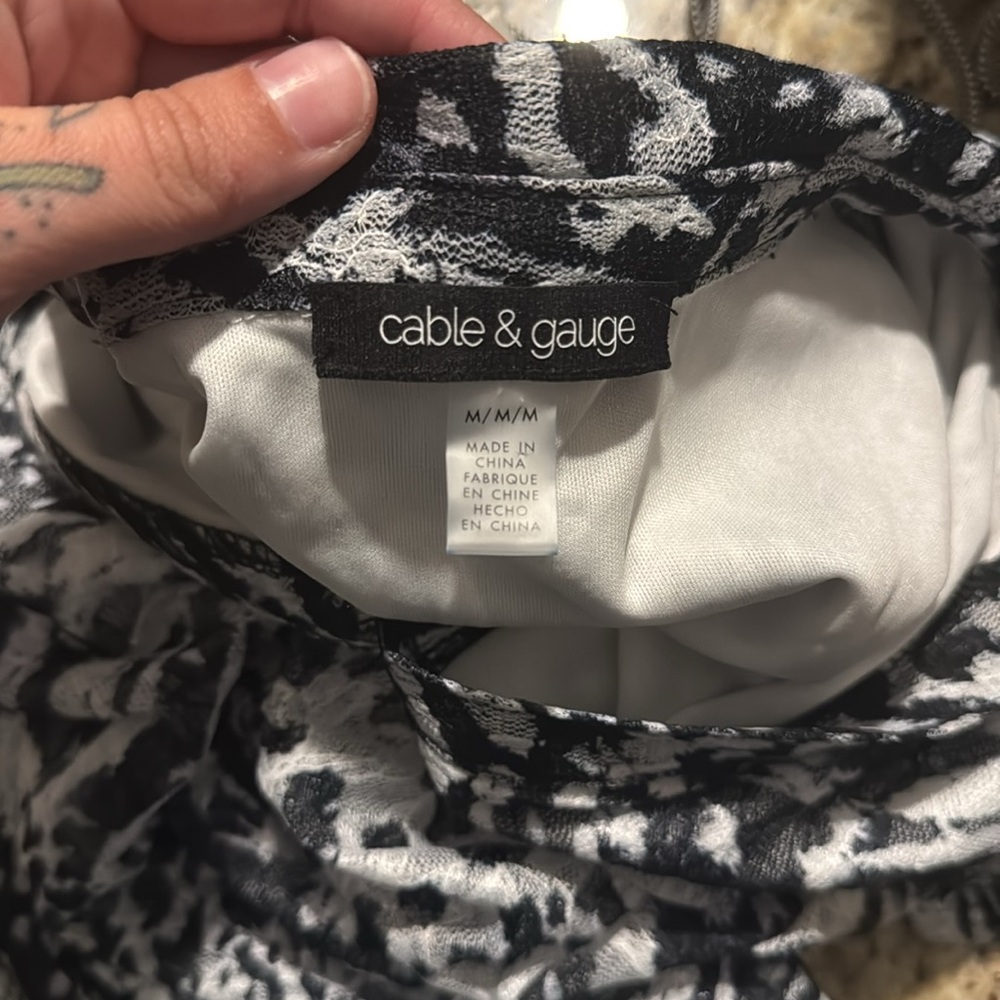 cable & gauge
M/M/M
MADE IN
CHINA
FABRIQUE
EN CHINE
HECHO
EN CHINA